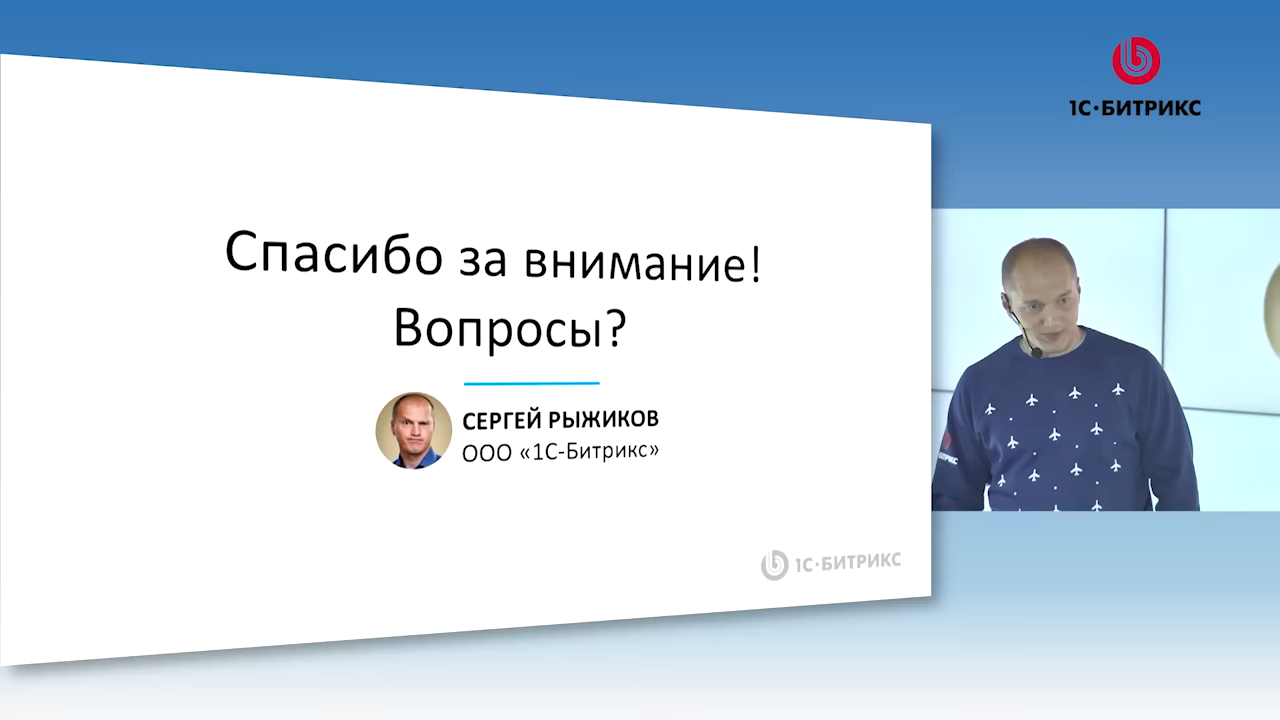 1С·БИТРИКС
Спасибо за внимание!
Вопросы?
СЕРГЕЙ РЫЖИКОВ
ООО «1С-Битрикс»
1С·БИТРИКС